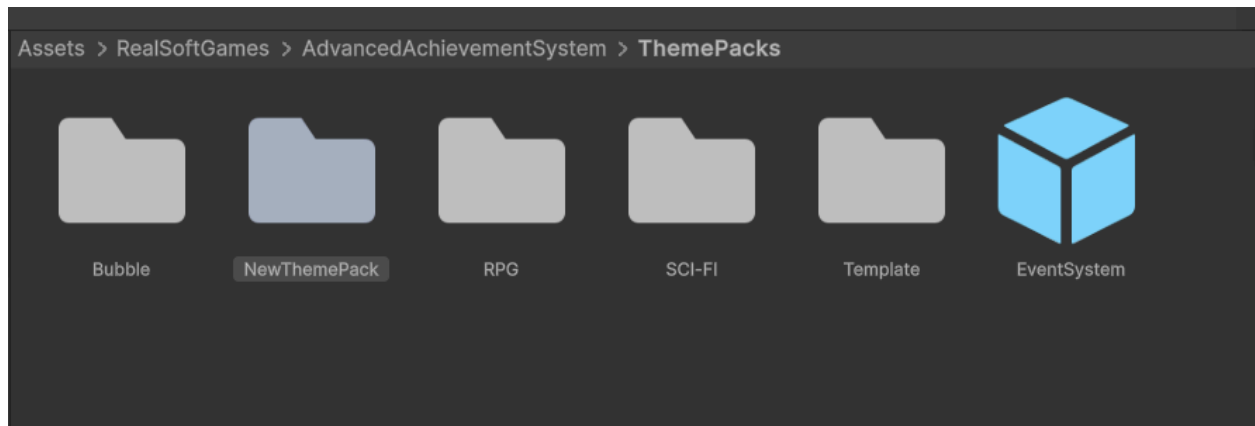 Assets > RealSoftGames > AdvancedAchievementSystem > ThemePacks
Bubble NewThemePack RPG SCI-FI Template EventSystem